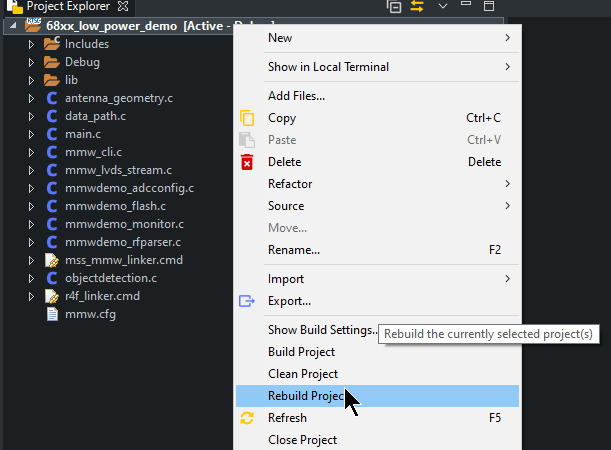 Project Explorer
68xx_low_power_demo [Active -
Includes
Debug
lib
antenna_geometry.c
data_path.c
main.c
mmw_cli.c
mmw_lvds_stream.c
mmwdemo_adcconfig.c
mmwdemo_flash.c
mmwdemo_monitor.c
mmwdemo_rfparser.c
mss_mmw_linker.cmd
objectdetection.c
r4f_linker.cmd
mmw.cfg
New
Show in Local Terminal
Add Files...
Copy Ctrl+C
Paste Ctrl+V
Delete Delete
Refactor
Source
Move...
Rename... F2
Import
Export...
Show Build Settings...
Rebuild the currently selected project(s)
Build Project
Clean Project
Rebuild Project
Refresh F5
Close Project